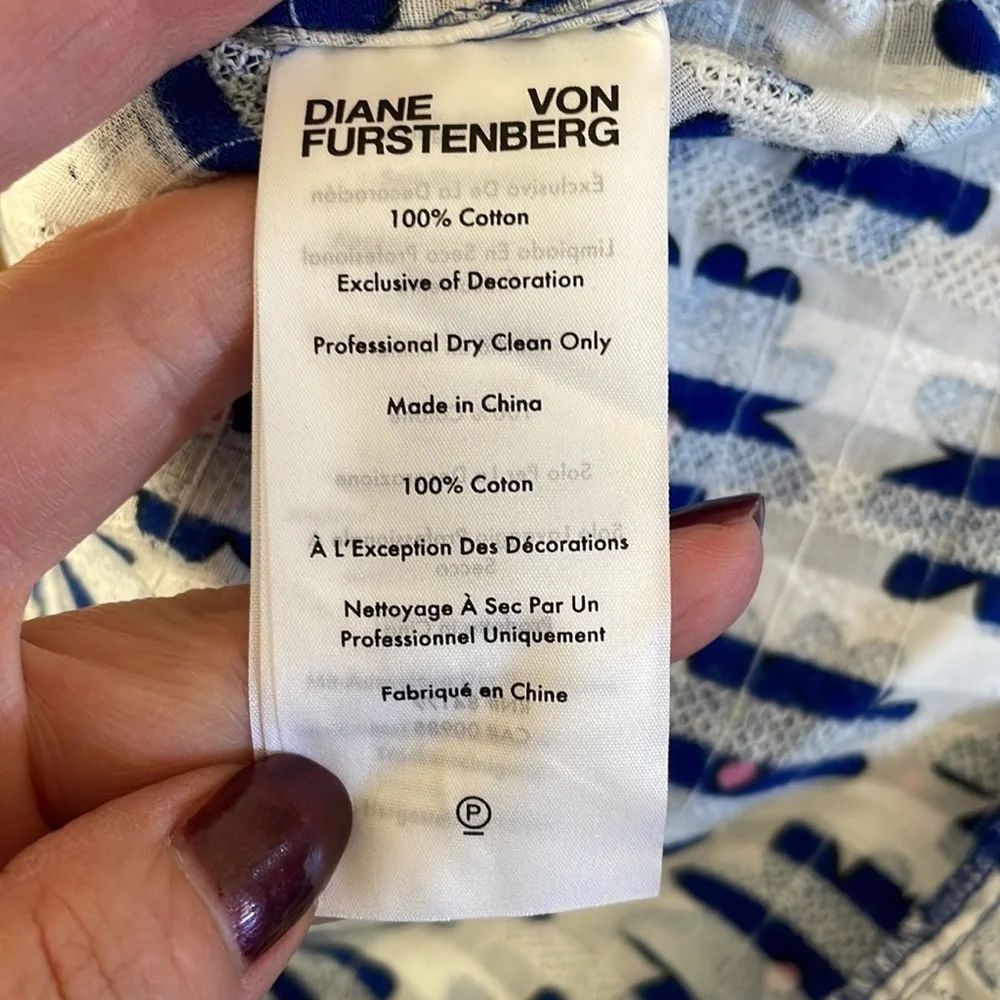 DIANE VON
FURSTENBERG
100% Cotton
Exclusive of Decoration
Professional Dry Clean Only
Made in China
100% Coton
À L'Exception Des Décorations
Nettoyage À Sec Par Un
Professionnel Uniquement
Fabriqué en Chine
P